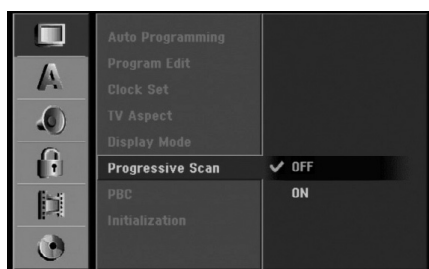 Auto Programming
Program Edit
Clock Set
TV Aspect
Display Mode
Progressive Scan
✔ OFF
ON
PBC
Initialization
A